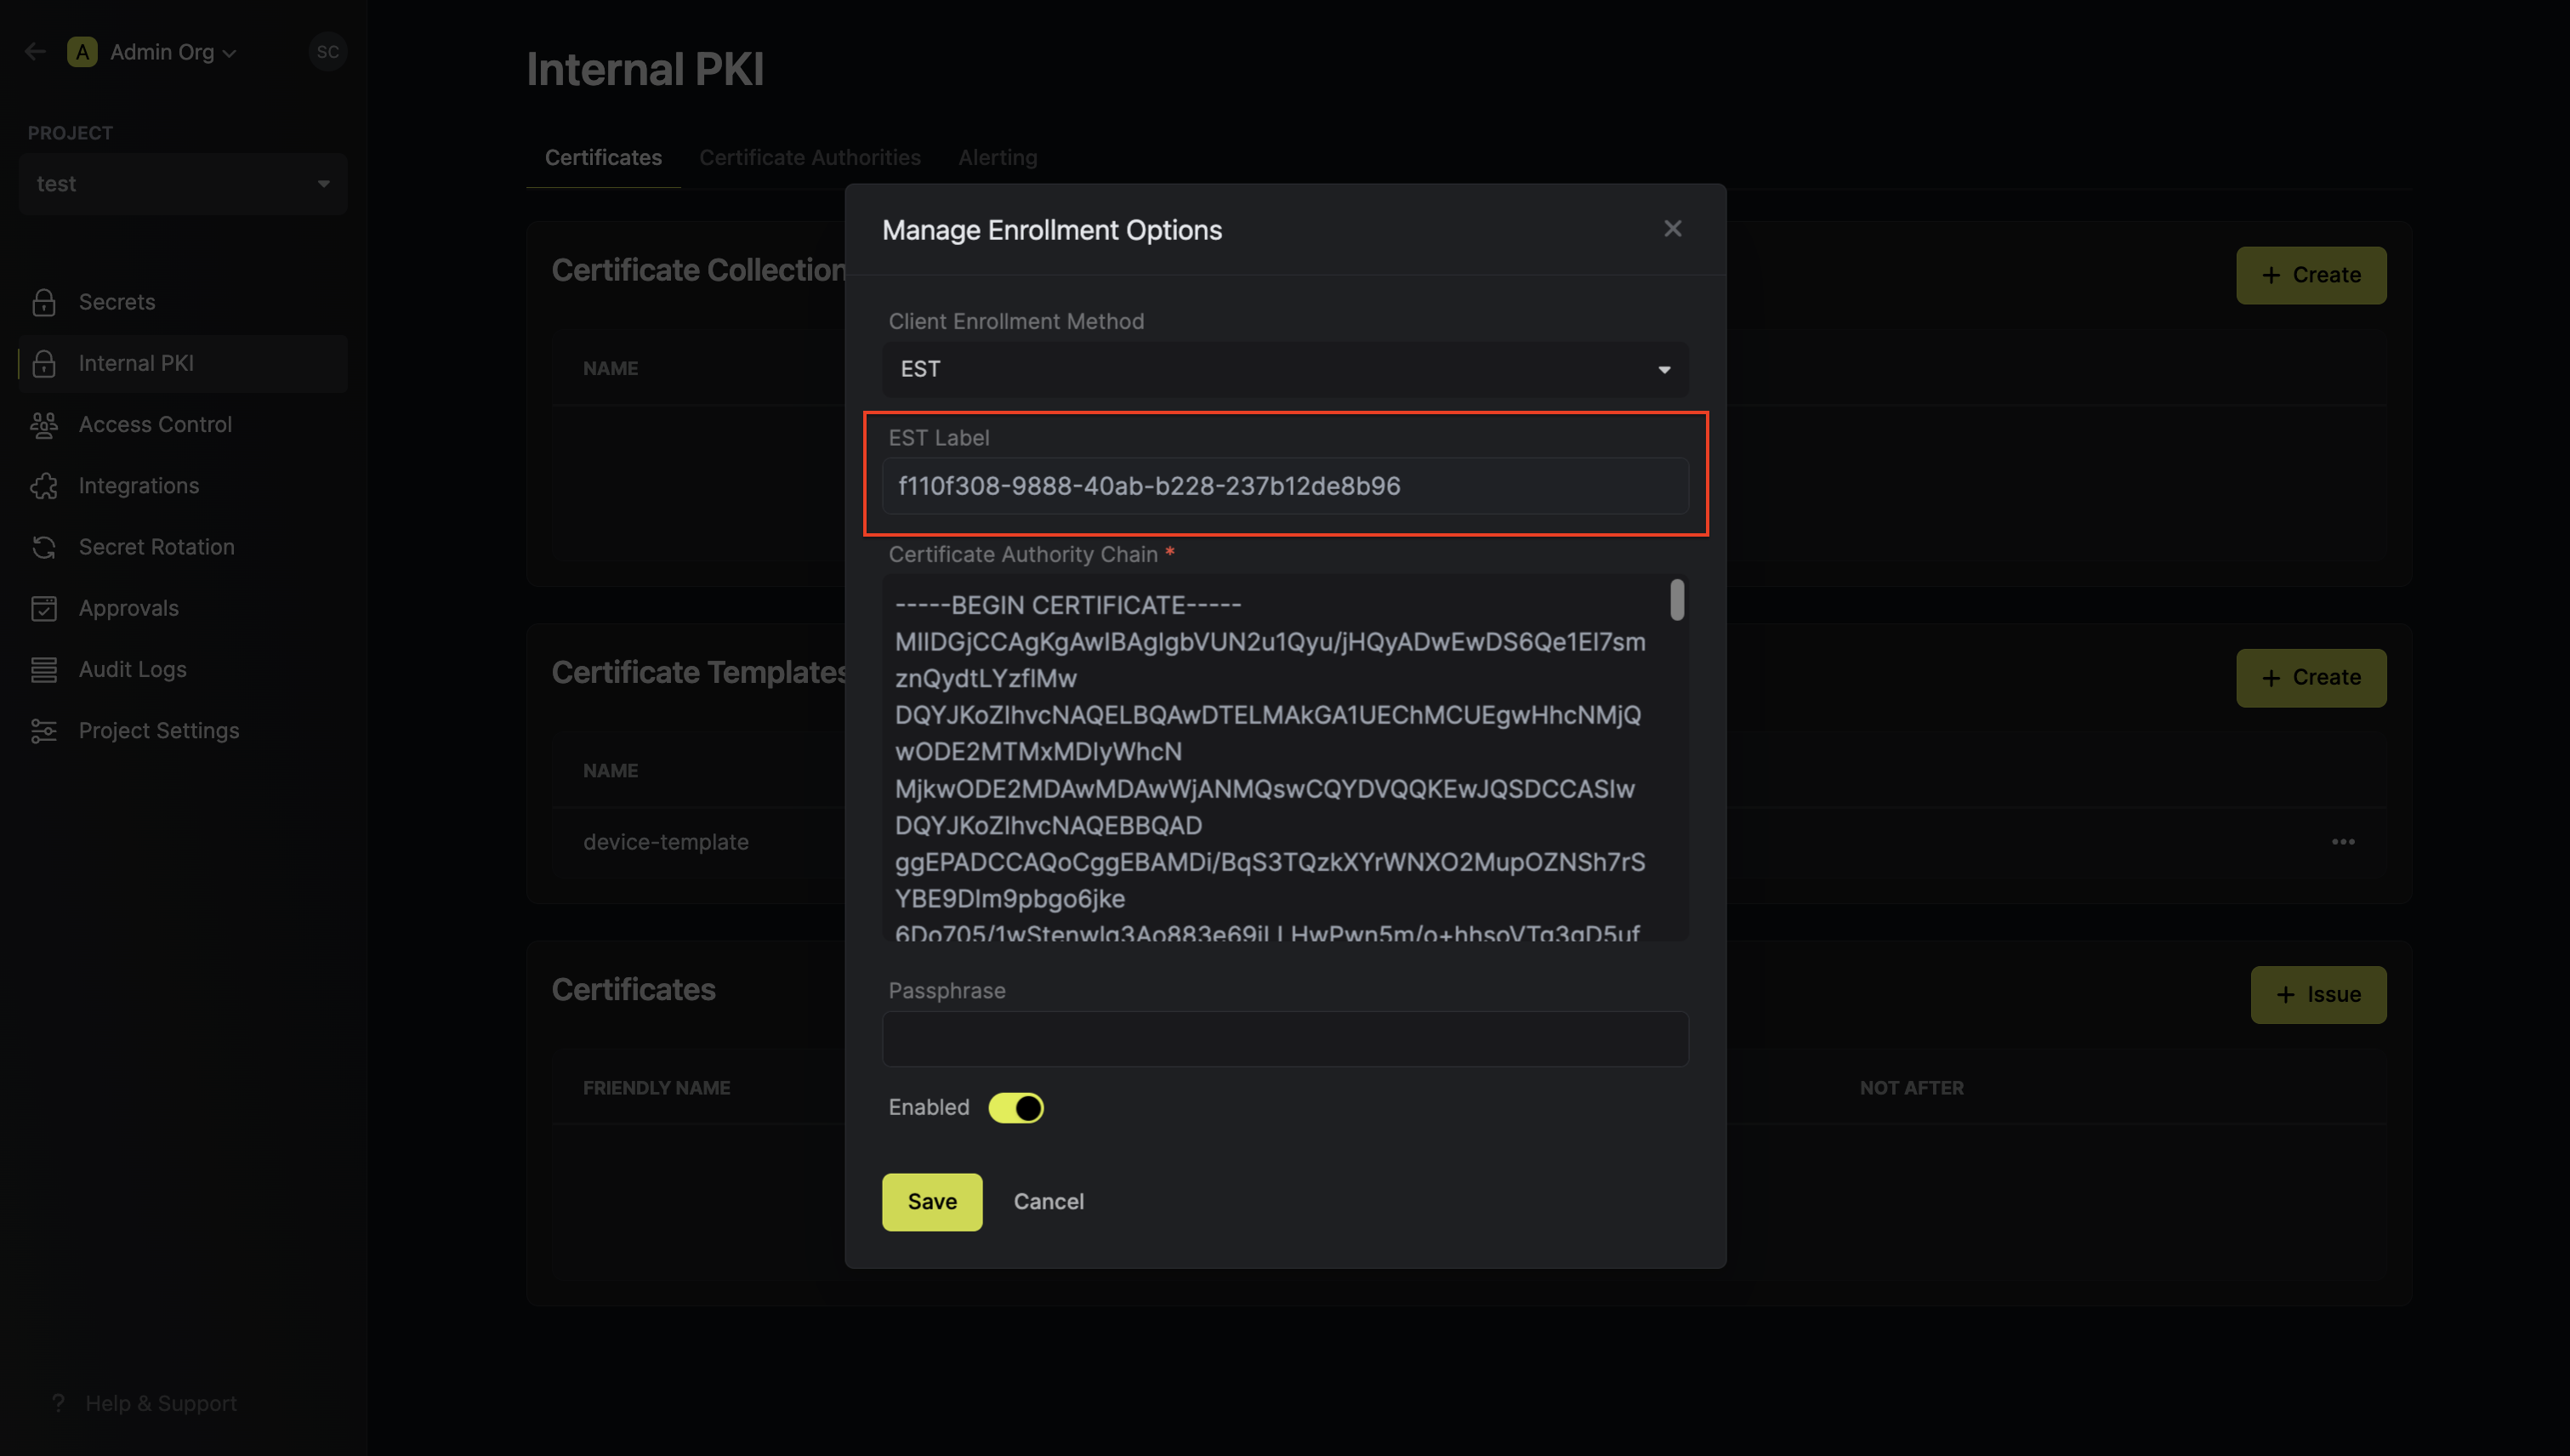 A Admin Org
SC
PROJECT
test
Secrets
Internal PKI
Access Control
Integrations
Secret Rotation
Approvals
Audit Logs
Project Settings
? Help & Support
Internal PKI
Certificates Certificate Authorities Alerting
Certificate Collection
+ Create
NAME
Certificate Templates
+ Create
NAME
device-template
Certificates
+ Issue
FRIENDLY NAME
NOT AFTER
Manage Enrollment Options
Client Enrollment Method
EST
EST Label
f110f308-9888-40ab-b228-237b12de8b96
Certificate Authority Chain *
-----BEGIN CERTIFICATE-----
MIIDGjCCAgKgAwIBAgIgbVUN2u1Qyu/jHQyADwEwDS6Qe1EI7sm
znQydtLYzfIMw
DQYJKoZIhvcNAQELBQAwDTELMAkGA1UEChMCUEgwHhcNMjQ
wODE2MTMxMDIyWhcN
MjkwODE2MDAwMDAwWjANMQswCQYDVQQKEwJQSDCCASIw
DQYJKoZIhvcNAQEBBQAD
ggEPADCCAQoCggEBAMDi/BqS3TQzkXYrWNXO2MupOZNSh7rS
YBE9DIm9pbgo6jke
Passphrase
Enabled
Save
Cancel